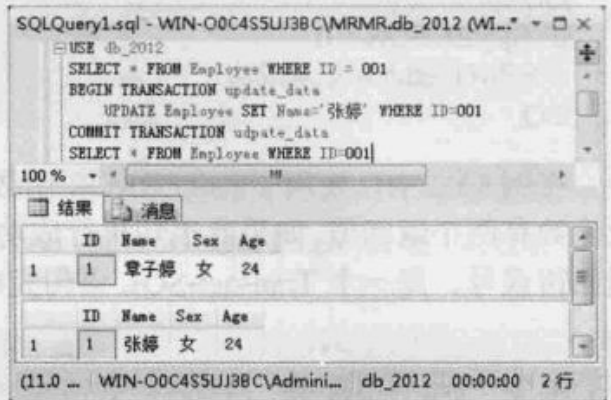 SQLQuery1.sql - WIN-O0C4S5UJ3BC\MRMR.db_2012 (WI...*
USE db_2012
SELECT * FROM Employee WHERE ID = 001
BEGIN TRANSACTION update_data
UPDATE Employee SET Name='张婷' WHERE ID=001
COMMIT TRANSACTION udpate_data
SELECT * FROM Employee WHERE ID=001
100 %
结果 消息
ID Name Sex Age
1 1 章子婷 女 24
ID Name Sex Age
1 1 张婷 女 24
(11.0 ... WIN-O0C4S5UJ3BC\Admini... db_2012 00:00:00 2 行